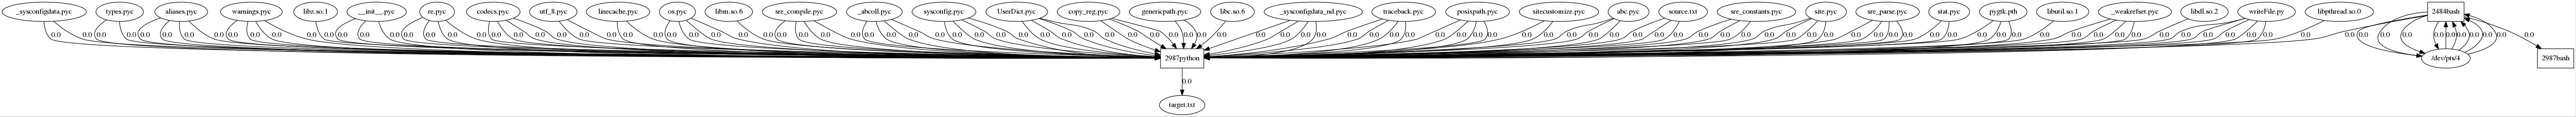 _sysconfigdata.pyc types.pyc aliases.pyc warnings.pyc libz.so.1 __init__.pyc re.pyc codecs.pyc utf_8.pyc linecache.pyc os.pyc libm.so.6 sre_compile.pyc _abcoll.pyc sysconfig.pyc UserDict.pyc copy_reg.pyc genericpath.pyc libc.so.6 _sysconfigdata_nd.pyc traceback.pyc posixpath.pyc sitecustomize.pyc abc.pyc source.txt sre_constants.pyc site.pyc sre_parse.pyc stat.pyc pygtk.pth libutil.so.1 _weakrefset.pyc libdl.so.2 writeFile.py libpthread.so.0 2484bash
0.0 0.0 0.0 0.0 0.0 0.0 0.0 0.0 0.0 0.0 0.0 0.0 0.0 0.0 0.0 0.0 0.0 0.0 0.0 0.0 0.0 0.0 0.0 0.0 0.0 0.0 0.0 0.0 0.0 0.0 0.0 0.0 0.0 0.0 0.0 0.0 0.0 0.0 0.0 0.0 0.0 0.0 0.0 0.0 0.0 0.0 0.0 0.0 0.0 0.0 0.0 0.0 0.0 0.0 0.0 0.0 0.0 0.0 0.0 0.0 0.0 0.0 0.0 0.0 0.0 0.0 0.0 0.0 0.0 0.0 0.0 0.0 0.0 0.0 0.0 0.0 0.0 0.0 0.0 0.0 0.0 0.0 0.0 0.0 0.0
2987python /dev/pts/4 2987bash
0.0
target.txt